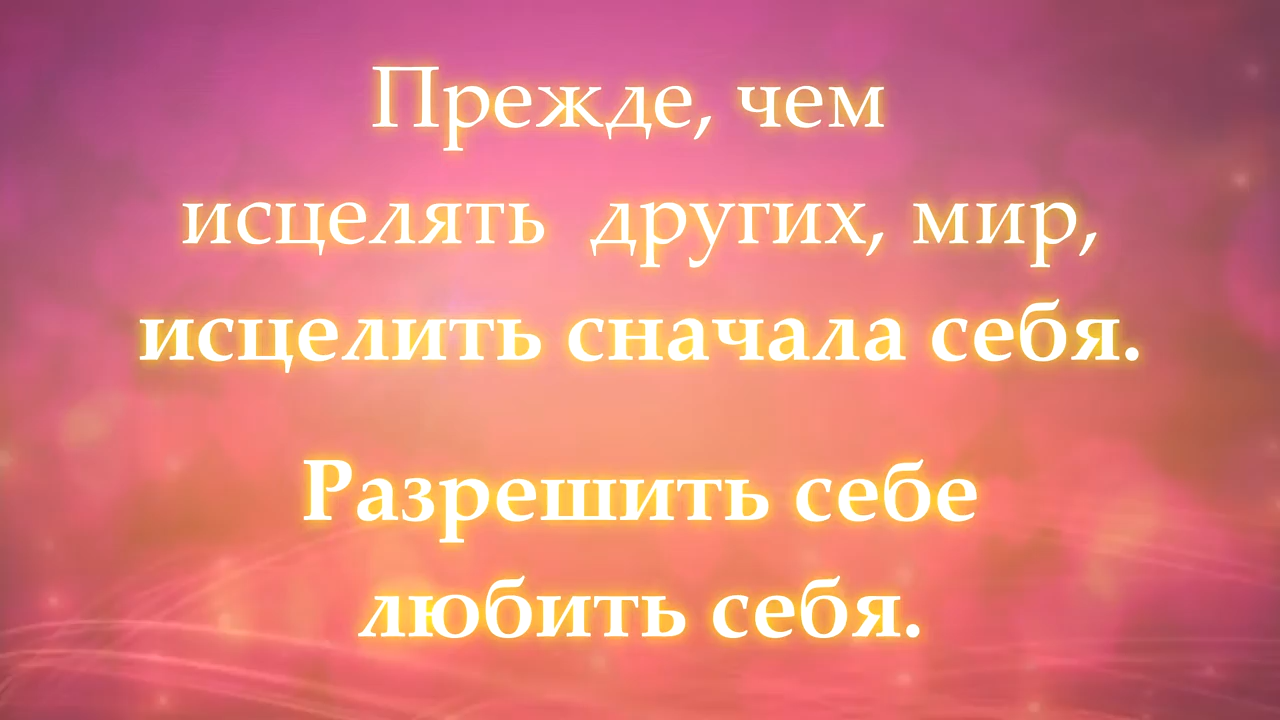 Прежде, чем
исцелять других, мир,
исцелить сначала себя.
Разрешить себе
любить себя.